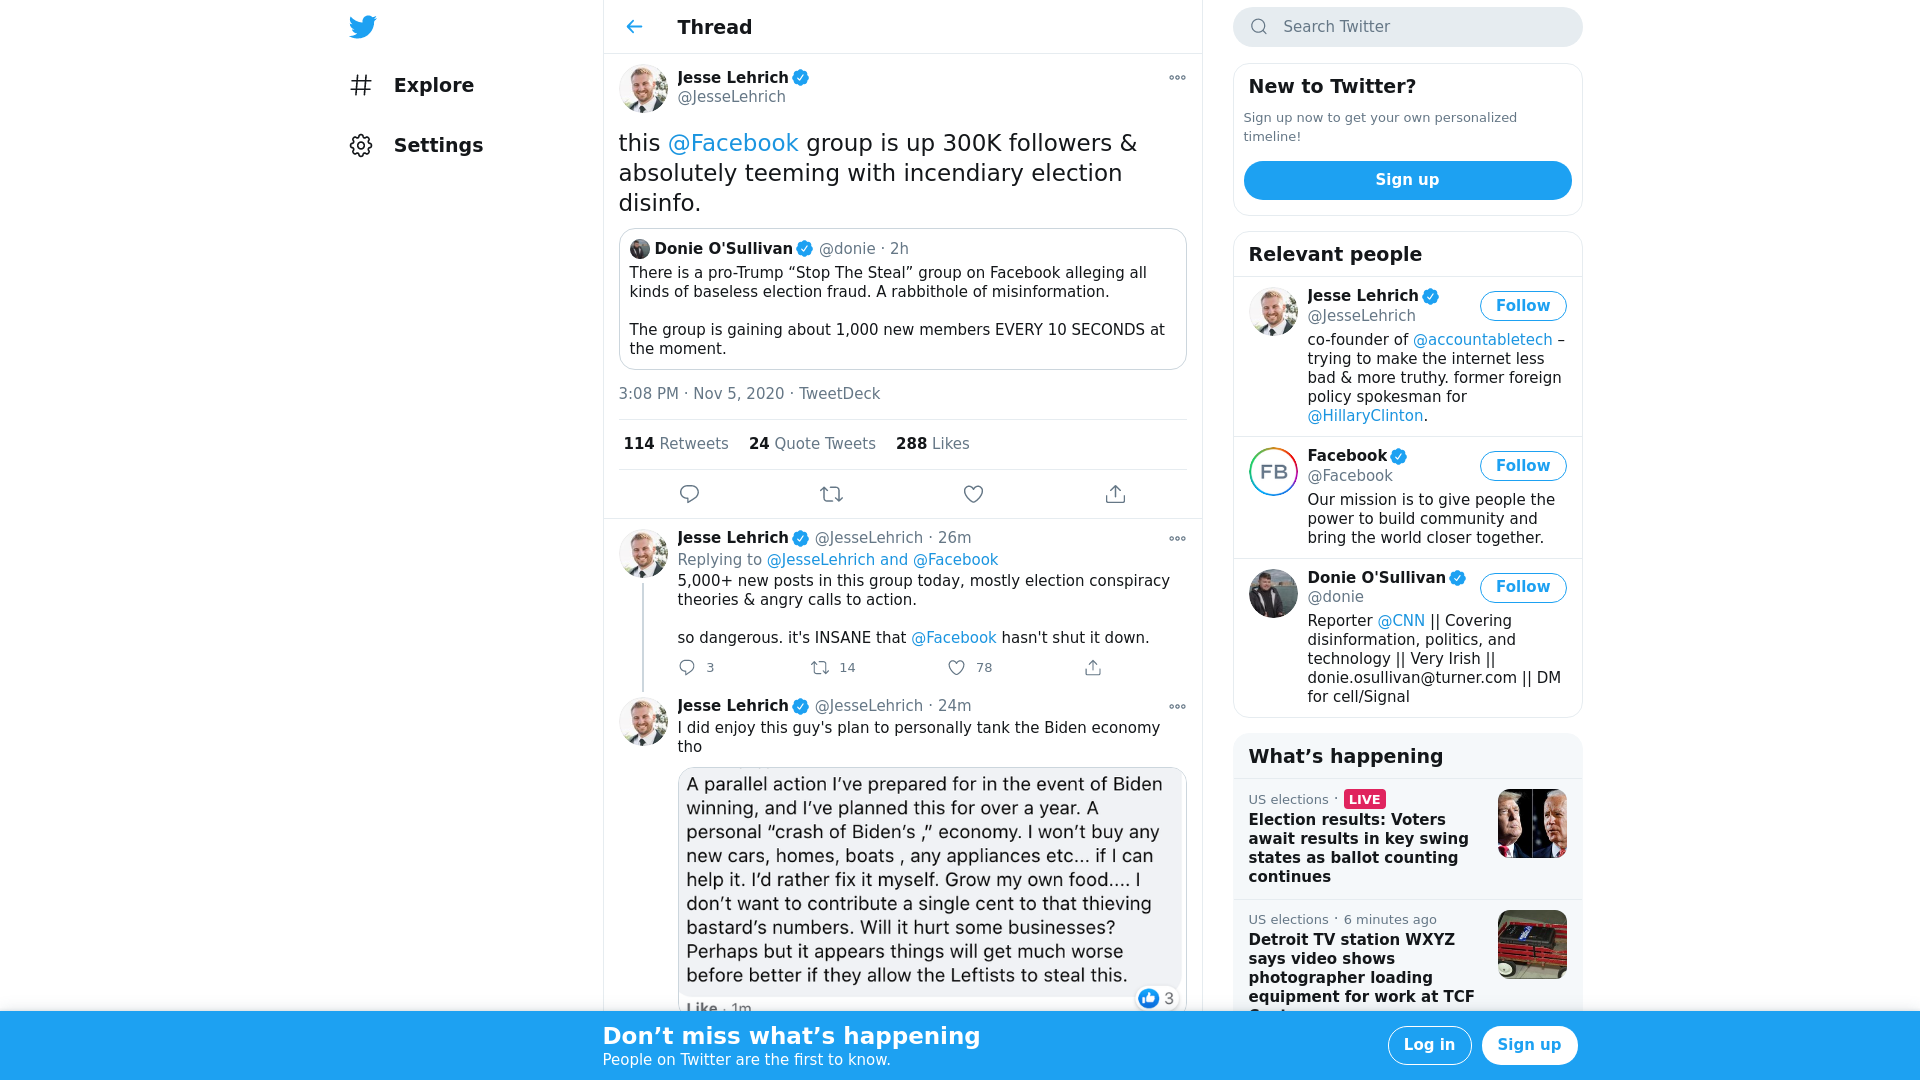 Explore
Settings
Thread
Jesse Lehrich
@JesseLehrich
this @Facebook group is up 300K followers &
absolutely teeming with incendiary election
disinfo.
Donie O'Sullivan @donie · 2h
There is a pro-Trump “Stop The Steal” group on Facebook alleging all
kinds of baseless election fraud. A rabbithole of misinformation.
The group is gaining about 1,000 new members EVERY 10 SECONDS at
the moment.
3:08 PM · Nov 5, 2020 · TweetDeck
114 Retweets 24 Quote Tweets 288 Likes
Jesse Lehrich @JesseLehrich · 26m
Replying to @JesseLehrich and @Facebook
5,000+ new posts in this group today, mostly election conspiracy
theories & angry calls to action.
so dangerous. it's INSANE that @Facebook hasn't shut it down.
3 14 78
Jesse Lehrich @JesseLehrich · 24m
I did enjoy this guy's plan to personally tank the Biden economy
tho
A parallel action I’ve prepared for in the event of Biden
winning, and I’ve planned this for over a year. A
personal “crash of Biden’s ,” economy. I won’t buy any
new cars, homes, boats , any appliances etc... if I can
help it. I’d rather fix it myself. Grow my own food.... I
don’t want to contribute a single cent to that thieving
bastard’s numbers. Will it hurt some businesses?
Perhaps but it appears things will get much worse
before better if they allow the Leftists to steal this.
3
Like · 1m
Search Twitter
New to Twitter?
Sign up now to get your own personalized
timeline!
Sign up
Relevant people
Jesse Lehrich
@JesseLehrich
Follow
co-founder of @accountabletech –
trying to make the internet less
bad & more truthy. former foreign
policy spokesman for
@HillaryClinton.
FB
Facebook
@Facebook
Follow
Our mission is to give people the
power to build community and
bring the world closer together.
Donie O'Sullivan
@donie
Follow
Reporter @CNN || Covering
disinformation, politics, and
technology || Very Irish ||
donie.osullivan@turner.com || DM
for cell/Signal
What’s happening
US elections · LIVE
Election results: Voters
await results in key swing
states as ballot counting
continues
US elections · 6 minutes ago
Detroit TV station WXYZ
says video shows
photographer loading
equipment for work at TCF
Don’t miss what’s happening
People on Twitter are the first to know.
Log in
Sign up